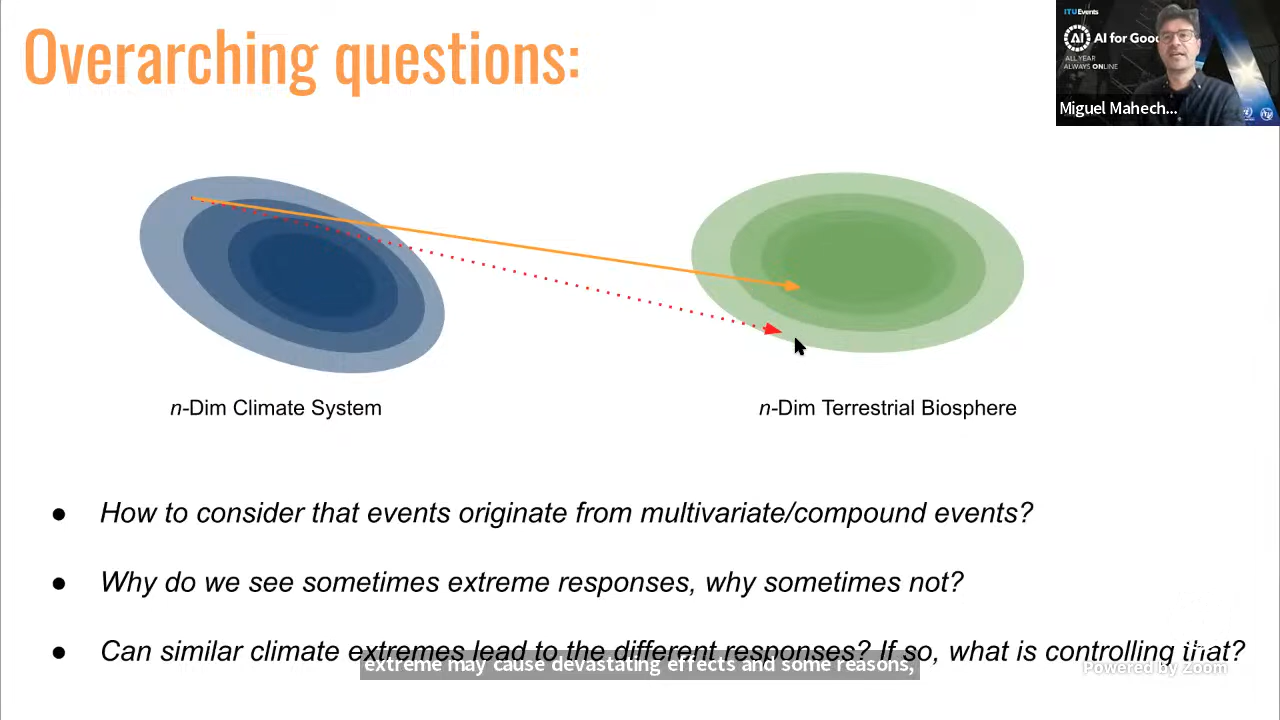 Overarching questions:
ITUEvents
AI
AI for Good
ALL YEAR
ALWAYS ONLINE
Miguel Mahech...
n-Dim Climate System
n-Dim Terrestrial Biosphere
● How to consider that events originate from multivariate/compound events?
● Why do we see sometimes extreme responses, why sometimes not?
● Can similar climate extremes lead to the different responses? If so, what is controlling that?
extreme may cause devastating effects and some reasons,
Powered by Zoom